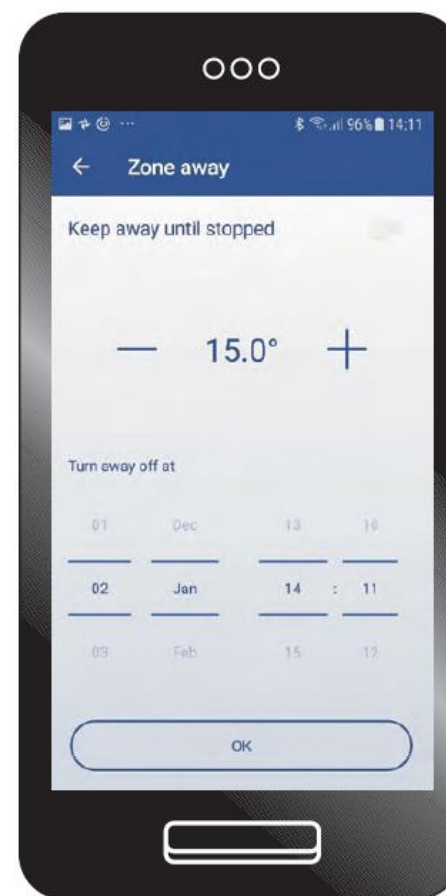 96% 14:11
← Zone away
Keep away until stopped
— 15.0° +
Turn away off at
01 Dec 13 10
02 Jan 14 : 11
03 Feb 15 12
OK